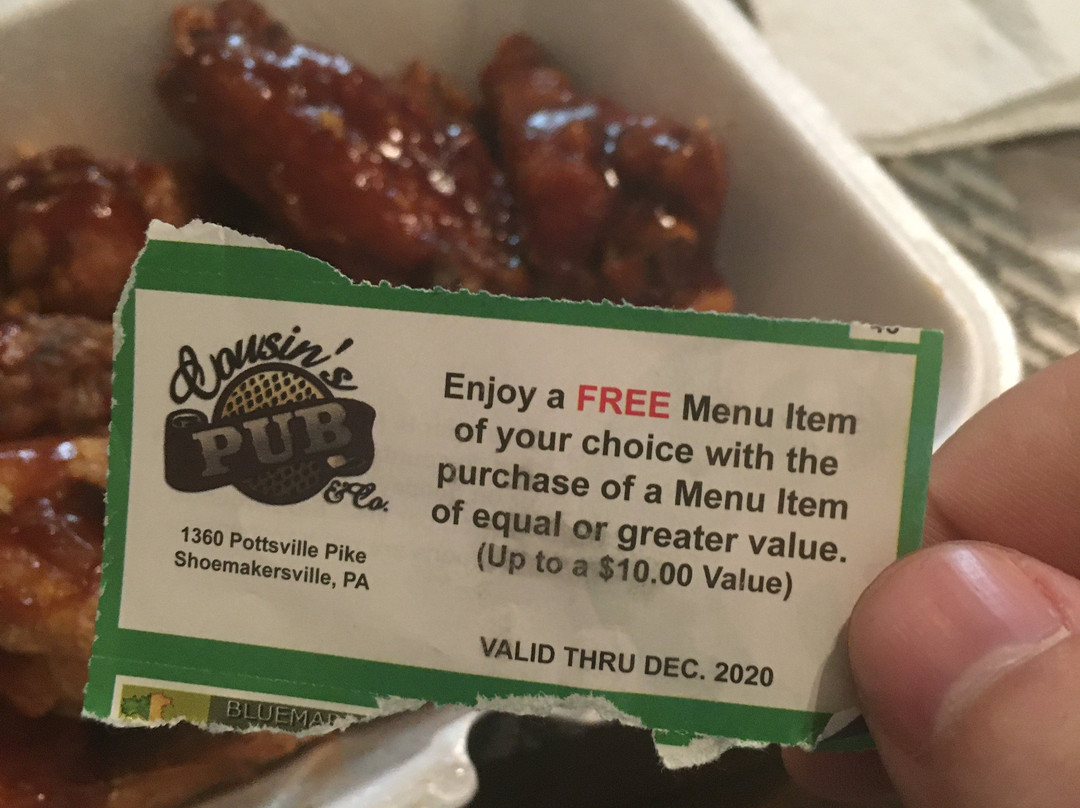 Cousin's
PUB
& Co.
1360 Pottsville Pike
Shoemakersville, PA
Enjoy a FREE Menu Item
of your choice with the
purchase of a Menu Item
of equal or greater value.
(Up to a $10.00 Value)
VALID THRU DEC. 2020